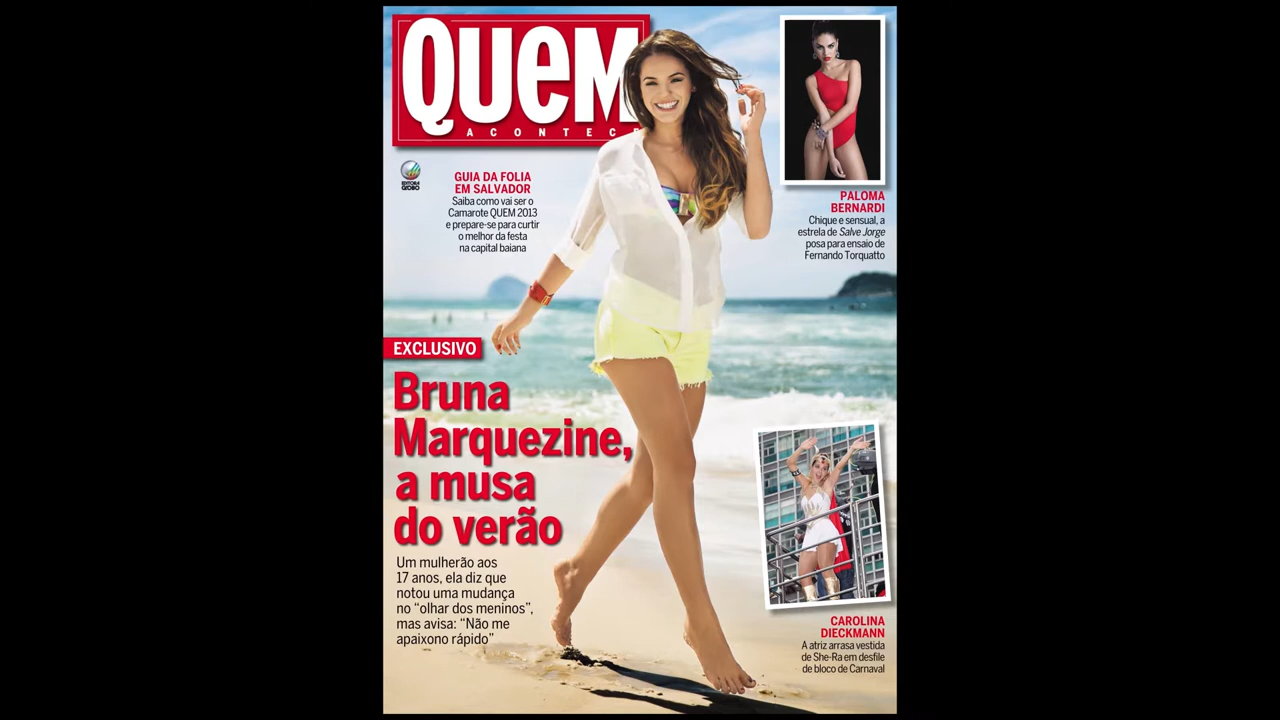 QUEM
ACONTECE
EDITORA
GLOBO
GUIA DA FOLIA
EM SALVADOR
Saiba como vai ser o
Camarote QUEM 2013
e prepare-se para curtir
o melhor da festa
na capital baiana
PALOMA
BERNARDI
Chique e sensual, a
estrela de Salve Jorge
posa para ensaio de
Fernando Torquatto
EXCLUSIVO
Bruna
Marquezine,
a musa
do verão
Um mulherão aos
17 anos, ela diz que
notou uma mudança
no “olhar dos meninos”,
mas avisa: “Não me
apaixono rápido”
CAROLINA
DIECKMANN
A atriz arrasa vestida
de She-Ra em desfile
de bloco de Carnaval